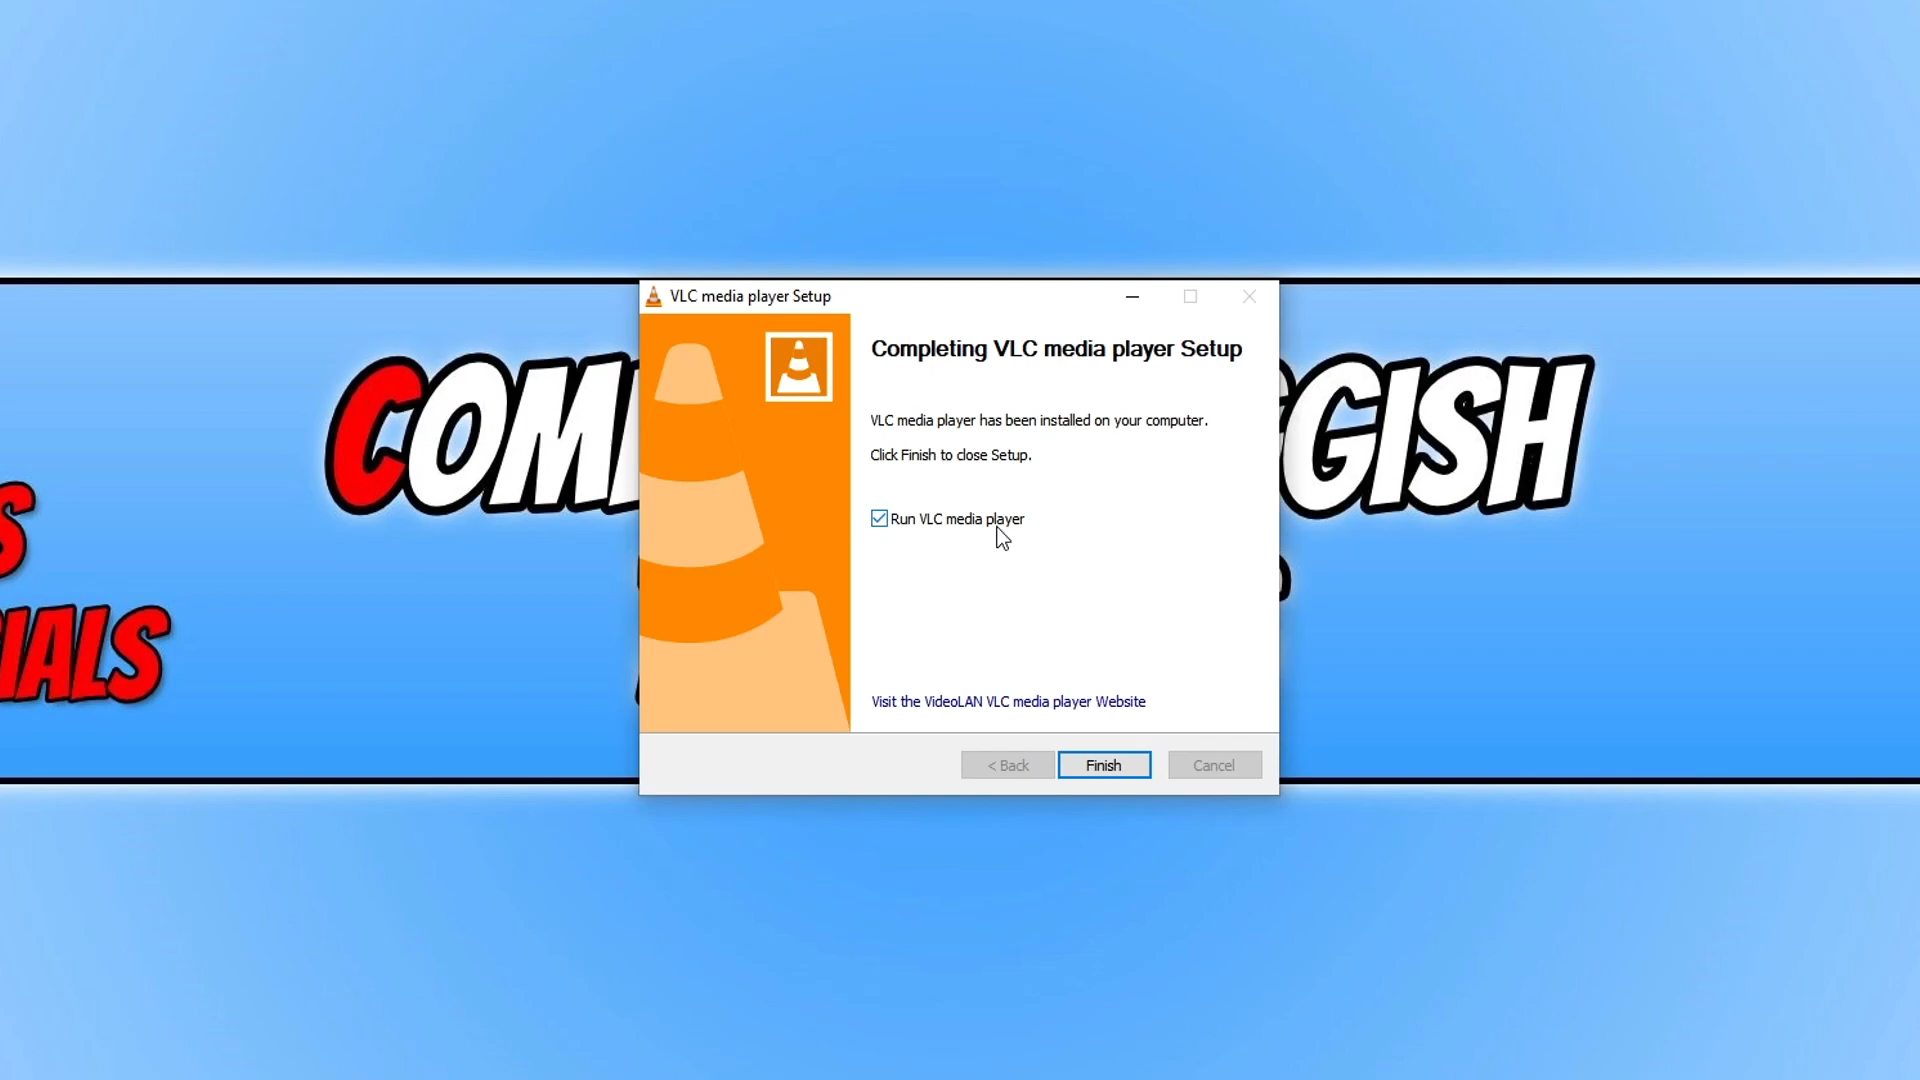 VLC media player Setup
Completing VLC media player Setup
VLC media player has been installed on your computer.
Click Finish to close Setup.
Run VLC media player
Visit the VideoLAN VLC media player Website
< Back
Finish
Cancel